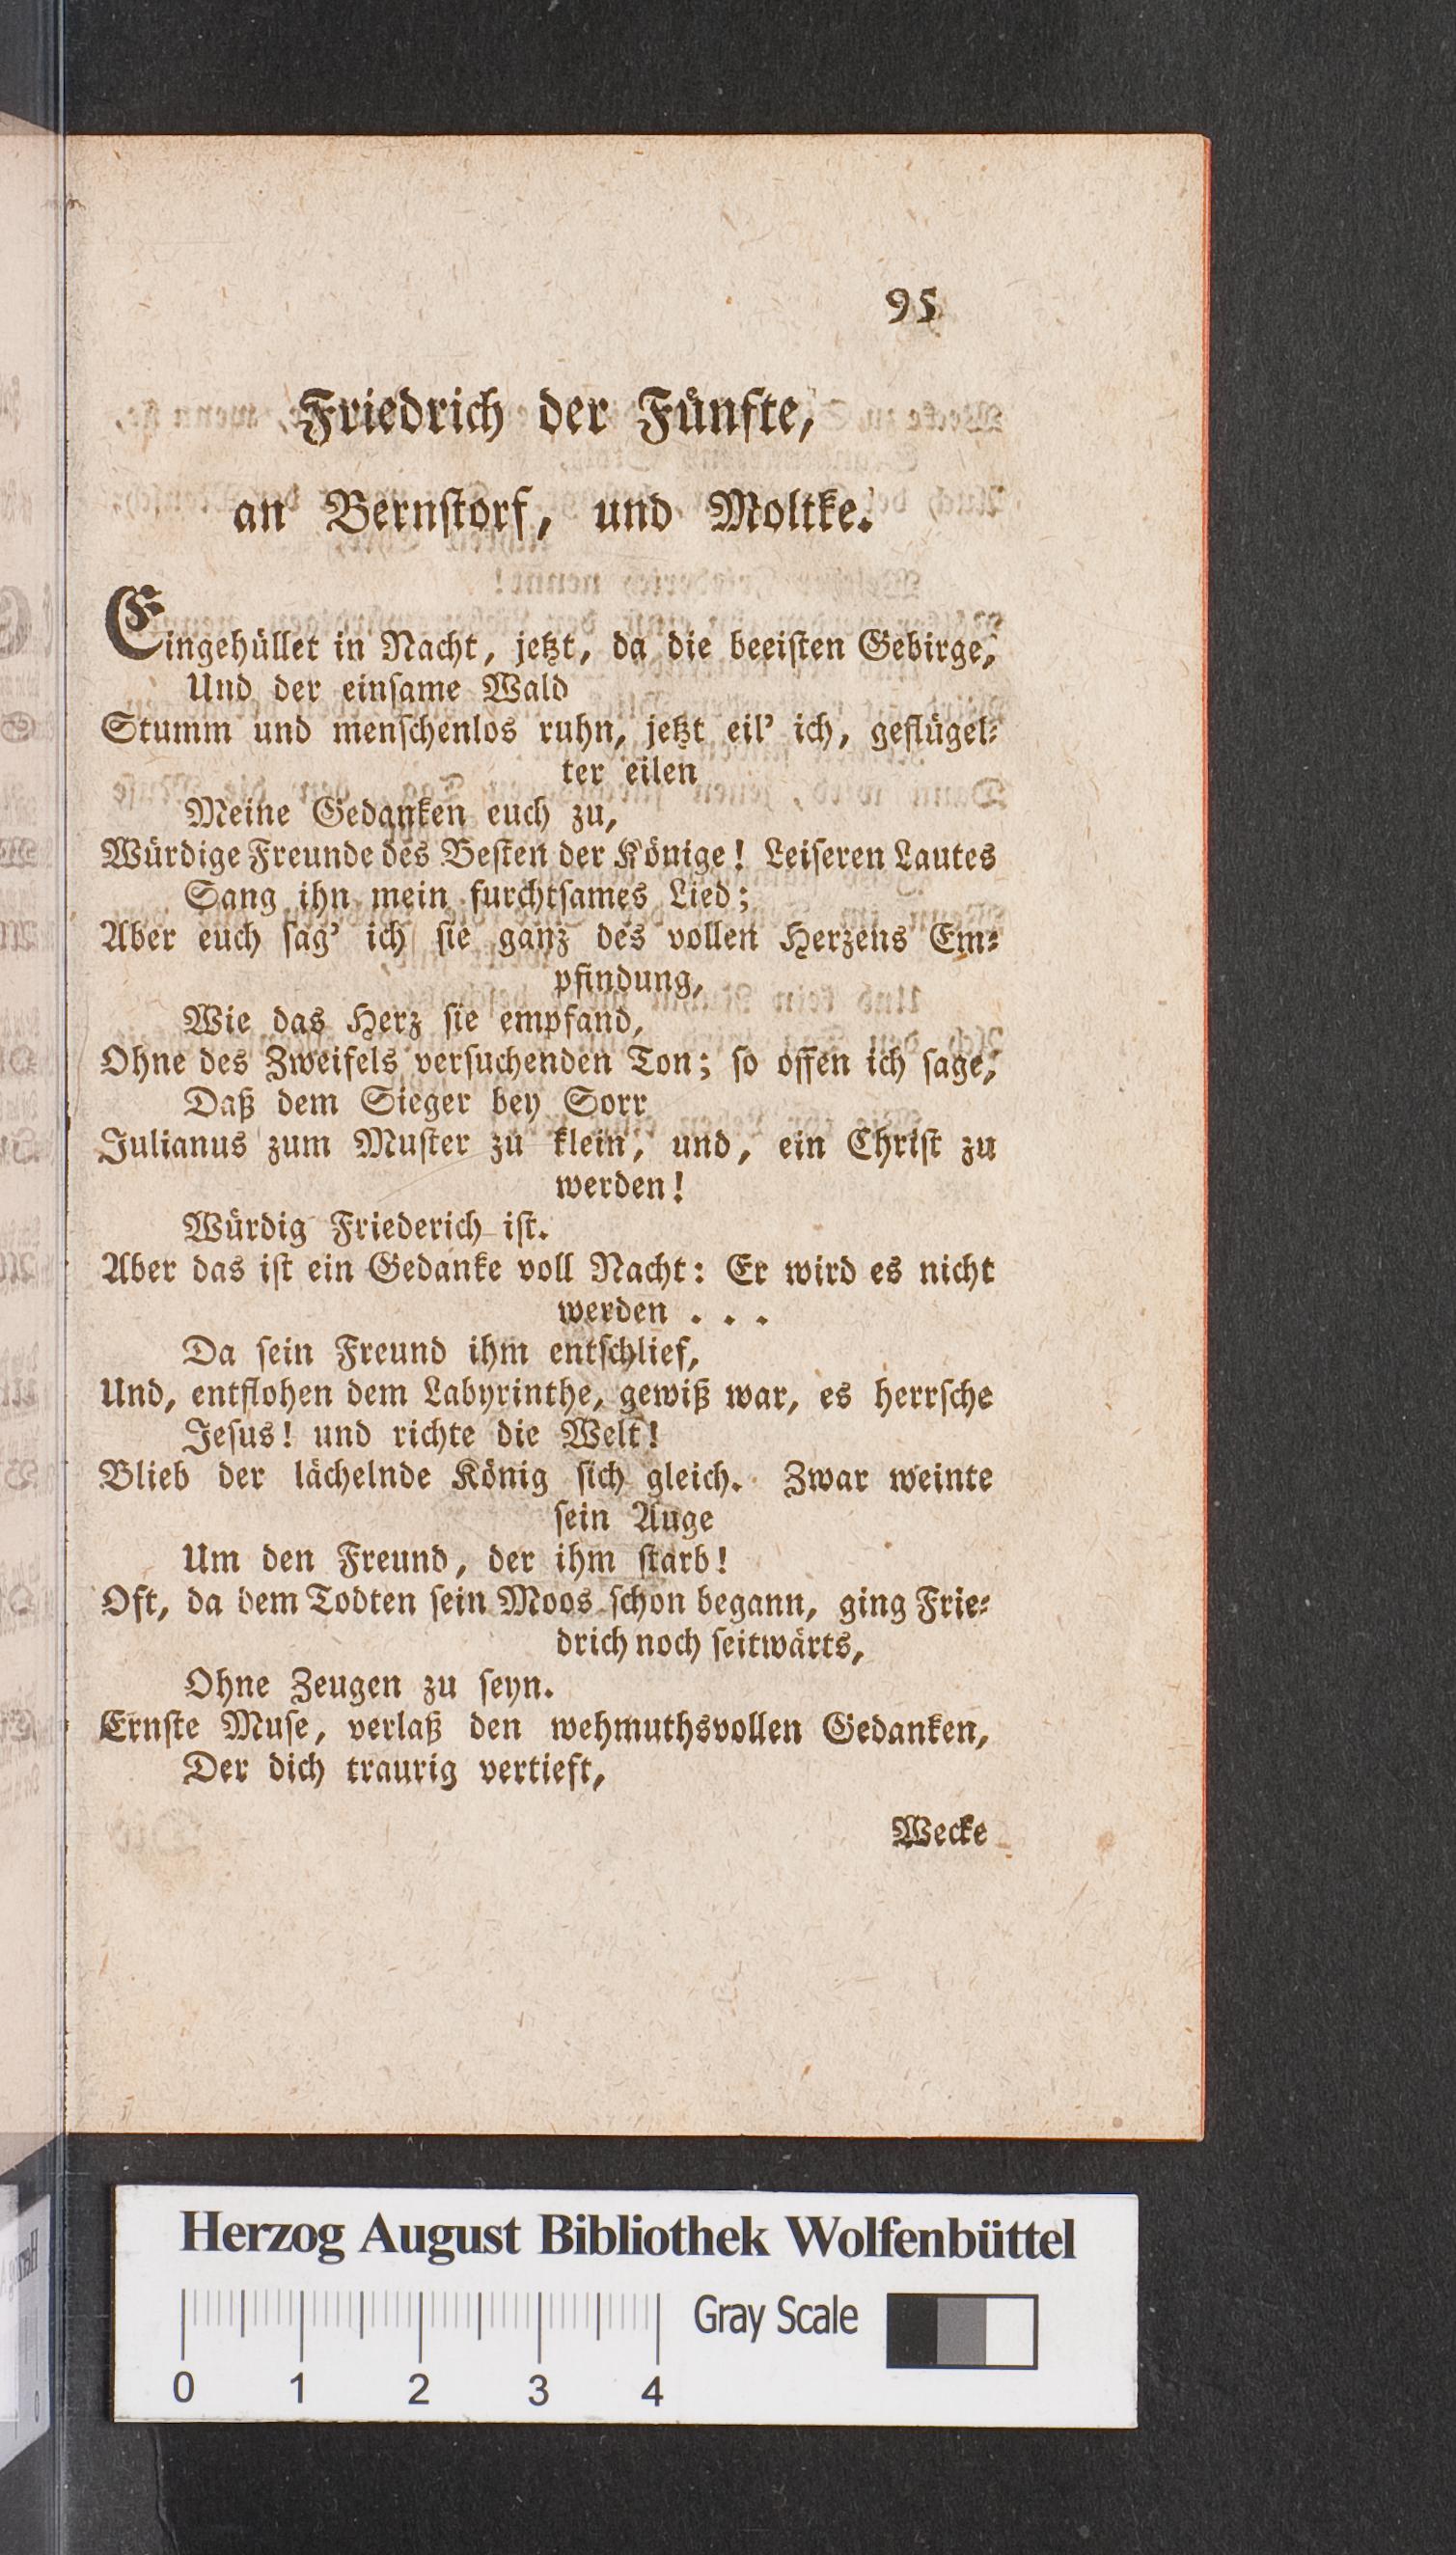 95
Friedrich der Fünfte,
an Bernſtorf, und Moltke.
Eingehüllet in Nacht, jetzt, da die beeiſten Gebirge,
Und der einſame Wald
Stumm und menſchenlos ruhn, jetzt eil' ich, geflügel⸗
ter eilen
Meine Gedanken euch zu,
Würdige Freunde des Beſten der Könige! Leiſeren Lautes
Sang ihn mein furchtſames Lied;
Aber euch ſag' ich ſie ganz des vollen Herzens Em⸗
pfindung,
Wie das Herz ſie empfand,
Ohne des Zweifels verſuchenden Ton; ſo offen ich ſage,
Daß dem Sieger bey Sorr
Julianus zum Muſter zu klein, und, ein Chriſt zu
werden!
Würdig Friederich iſt.
Aber das iſt ein Gedanke voll Nacht: Er wird es nicht
werden . . .
Da ſein Freund ihm entſchlief,
Und, entflohen dem Labyrinthe, gewiß war, es herrſche
Jeſus! und richte die Welt!
Blieb der lächelnde König ſich gleich. Zwar weinte
ſein Auge
Um den Freund, der ihm ſtarb!
Oft, da dem Todten ſein Moos ſchon begann, ging Frie⸗
drich noch ſeitwärts,
Ohne Zeugen zu ſeyn.
Ernſte Muſe, verlaß den wehmuthsvollen Gedanken,
Der dich traurig vertieft,
Wecke
Herzog August Bibliothek Wolfenbüttel
Gray Scale
0 1 2 3 4